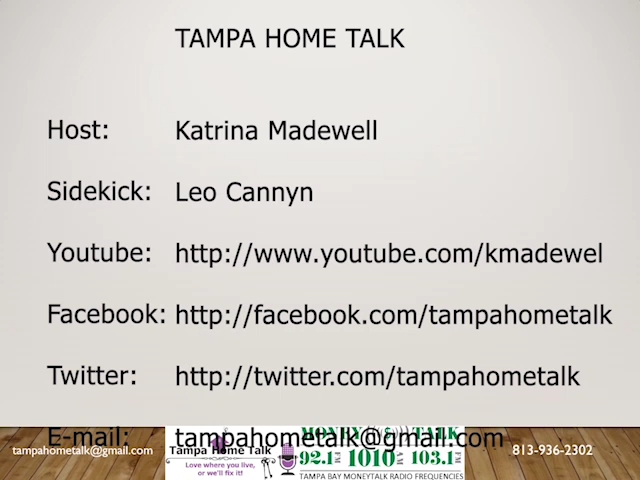 TAMPA HOME TALK
Host: Katrina Madewell
Sidekick: Leo Cannyn
Youtube: http://www.youtube.com/kmadewel
Facebook: http://facebook.com/tampahometalk
Twitter: http://twitter.com/tampahometalk
E-mail: tampahometalk@gmail.com
MONEY TALK
tampahometalk@gmail.com Tampa Home Talk 92.1 FM 1010 AM 103.1 FM 813-936-2302
Love where you live,
or we'll fix it!
TAMPA BAY MONEYTALK RADIO FREQUENCIES